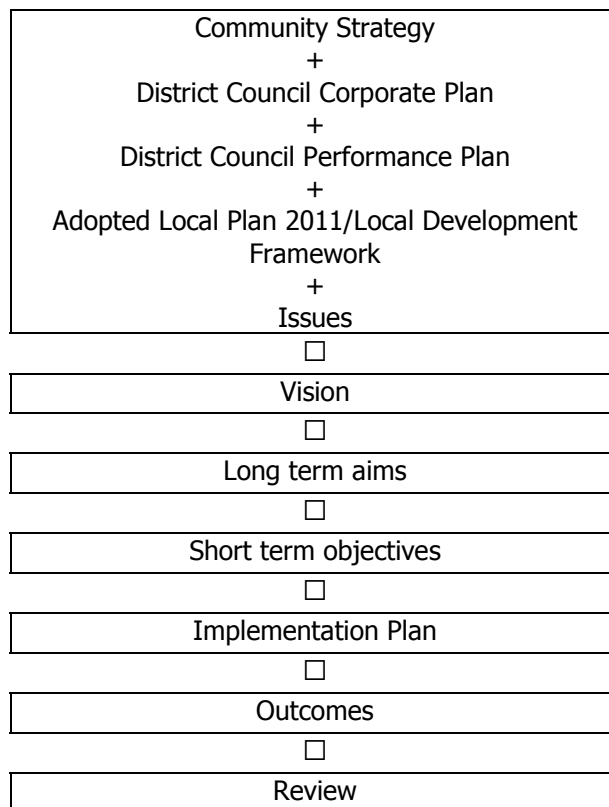 Community Strategy
+
District Council Corporate Plan
+
District Council Performance Plan
+
Adopted Local Plan 2011/Local Development
Framework
+
Issues
□
Vision
□
Long term aims
□
Short term objectives
□
Implementation Plan
□
Outcomes
□
Review